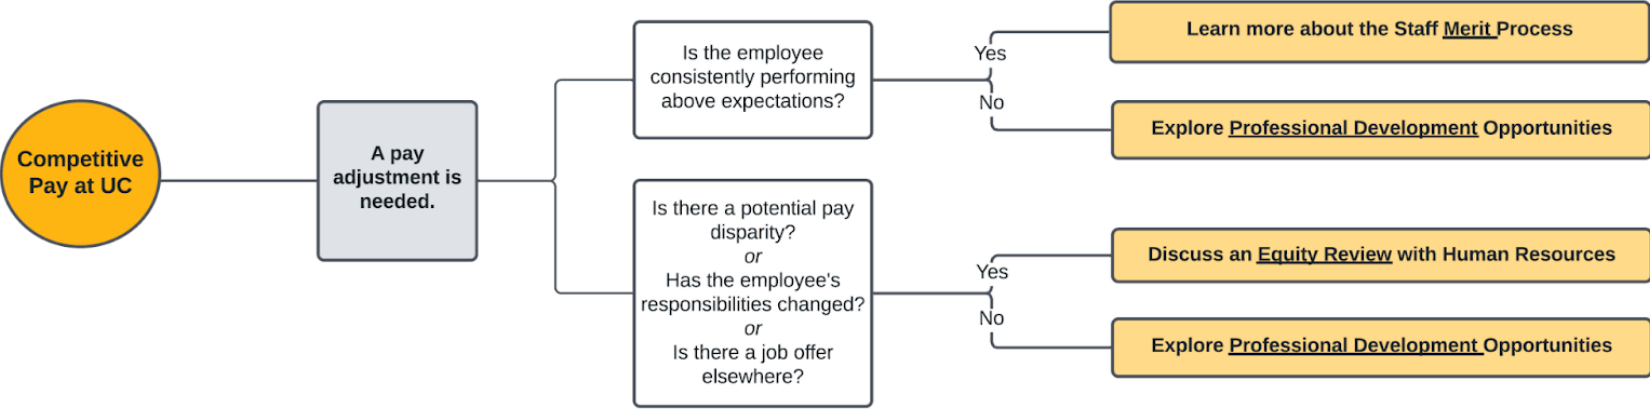 Competitive
Pay at UC
A pay
adjustment is
needed.
Is the employee
consistently performing
above expectations?
Yes
No
Learn more about the Staff Merit Process
Explore Professional Development Opportunities
Is there a potential pay
disparity?
or
Has the employee's
responsibilities changed?
or
Is there a job offer
elsewhere?
Yes
No
Discuss an Equity Review with Human Resources
Explore Professional Development Opportunities